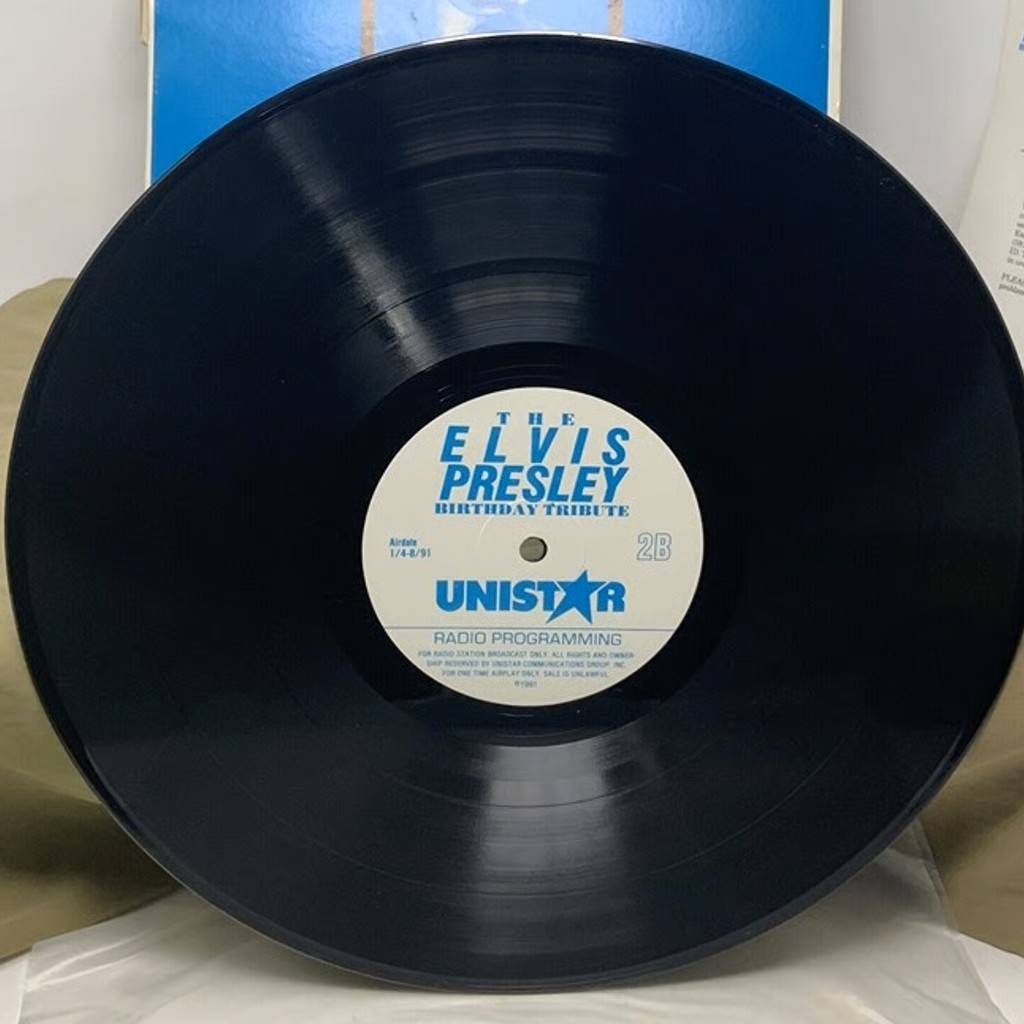 THE
ELVIS
PRESLEY
BIRTHDAY TRIBUTE
Airdate
1/4-8/91
2B
UNISTAR
RADIO PROGRAMMING
FOR RADIO STATION BROADCAST ONLY. ALL RIGHTS AND OWNER-
SHIP RESERVED BY UNISTAR COMMUNICATIONS GROUP, INC.
FOR ONE TIME AIRPLAY ONLY. SALE IS UNLAWFUL
℗1991
PLEA